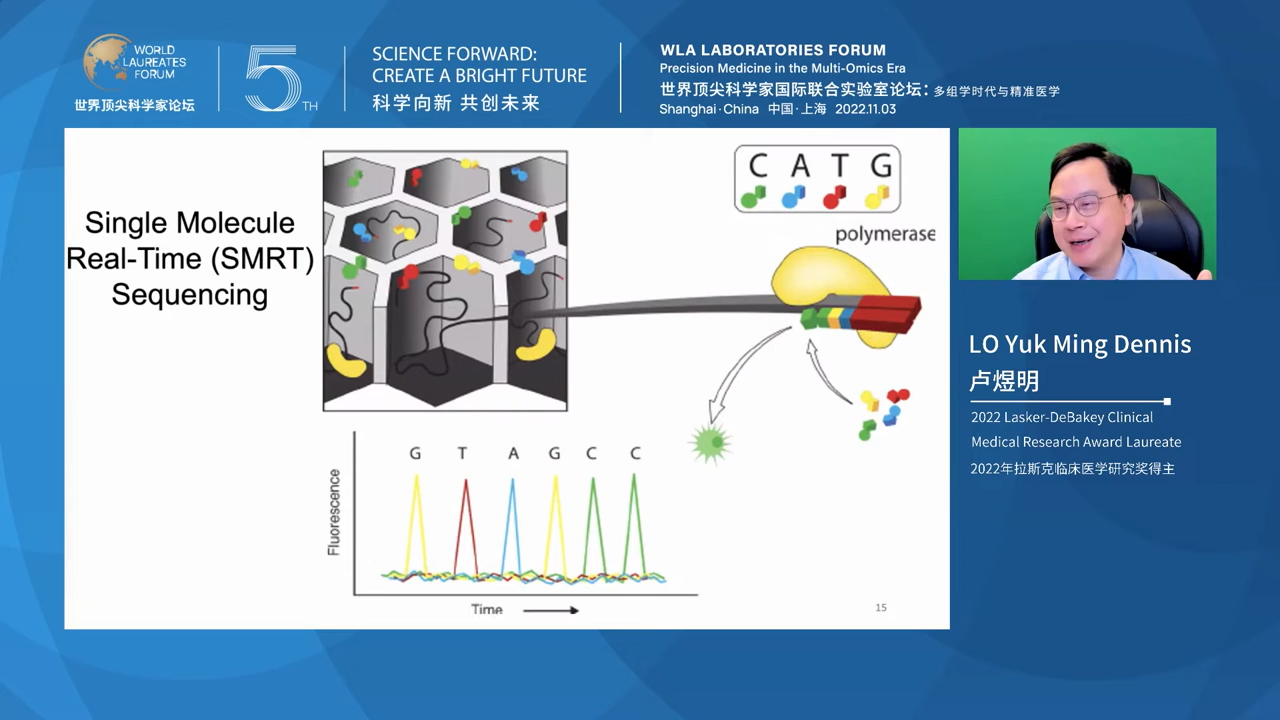 WORLD
LAUREATES
FORUM
世界顶尖科学家论坛
5TH
SCIENCE FORWARD:
CREATE A BRIGHT FUTURE
科学向新 共创未来
WLA LABORATORIES FORUM
Precision Medicine in the Multi-Omics Era
世界顶尖科学家国际联合实验室论坛：多组学时代与精准医学
Shanghai·China 中国·上海 2022.11.03
Single Molecule
Real-Time (SMRT)
Sequencing
C A T G
polymerase
G T A G C C
Fluorescence
Time
15
LO Yuk Ming Dennis
卢煜明
2022 Lasker-DeBakey Clinical
Medical Research Award Laureate
2022年拉斯克临床医学研究奖得主